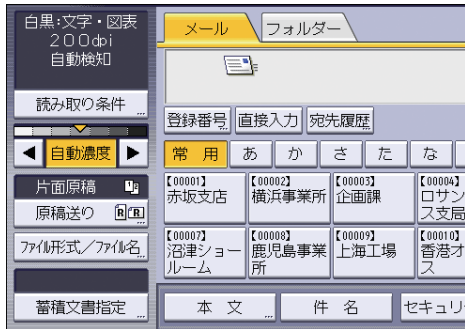 白黒:文字・図表
200dpi
自動検知
読み取り条件
自動濃度
片面原稿
原稿送り
ファイル形式/ファイル名
蓄積文書指定
メール
フォルダー
登録番号 直接入力 宛先履歴
常用 あ か さ た な
【00001】 【00002】 【00003】 【00004】
赤坂支店 横浜事業所 企画課 ロサン
ス支局
【00007】 【00008】 【00009】 【00010】
沼津ショー 鹿児島事業 上海工場 香港オ
ルーム 所 ス
本文 件名 セキュリ